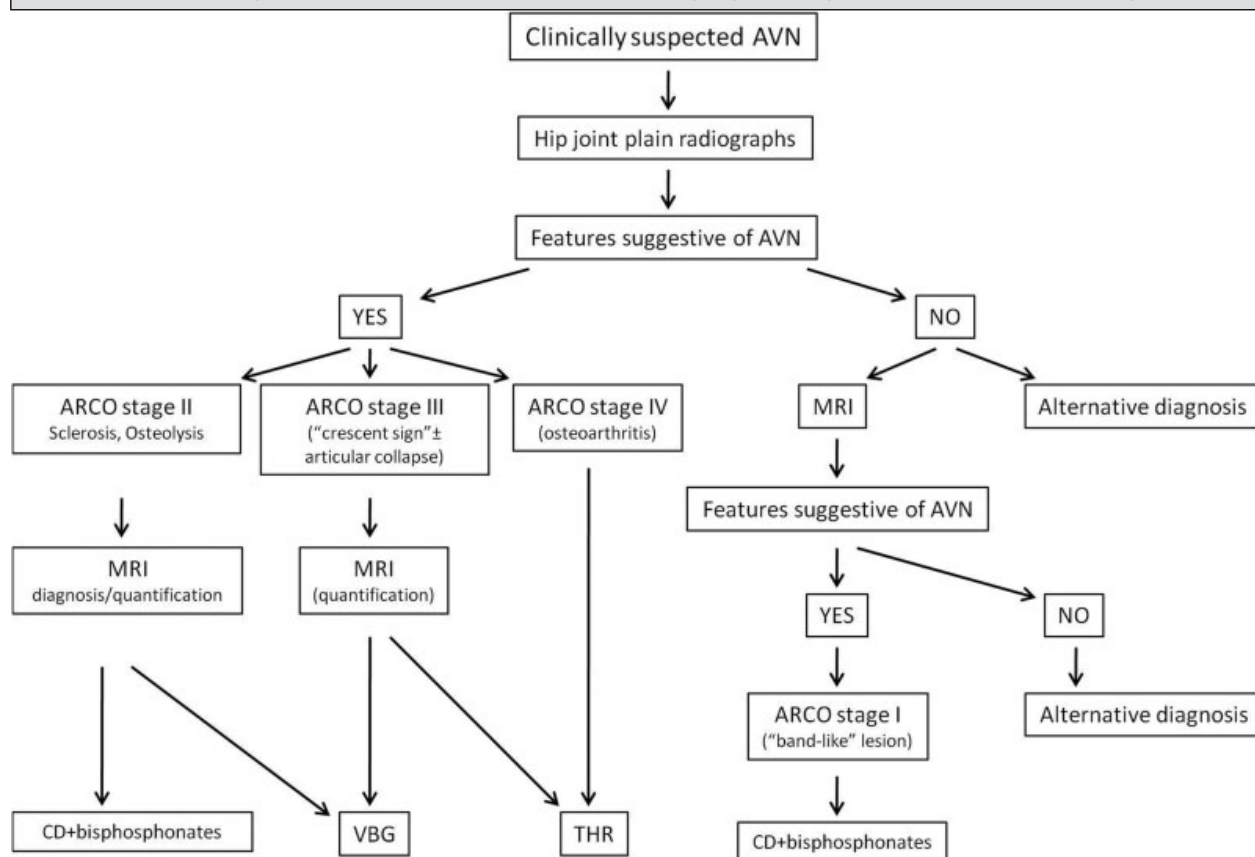 Clinically suspected AVN
Hip joint plain radiographs
Features suggestive of AVN
YES
NO
ARCO stage II
Sclerosis, Osteolysis
ARCO stage III
(“crescent sign”±
articular collapse)
ARCO stage IV
(osteoarthritis)
MRI
Alternative diagnosis
Features suggestive of AVN
MRI
diagnosis/quantification
MRI
(quantification)
YES
NO
ARCO stage I
(“band-like” lesion)
Alternative diagnosis
CD+bisphosphonates
VBG
THR
CD+bisphosphonates